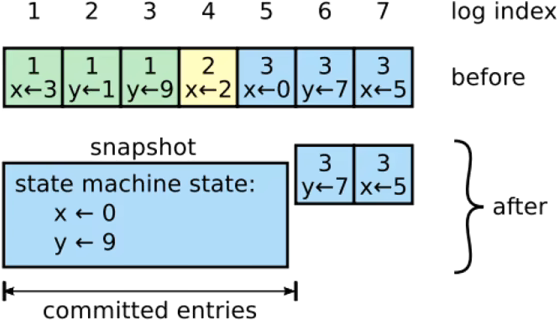 1 2 3 4 5 6 7 log index
1 1 1 2 3 3 3
x←3 y←1 y←9 x←2 x←0 y←7 x←5
before
snapshot
state machine state:
x ← 0
y ← 9
3 3
y←7 x←5
after
committed entries